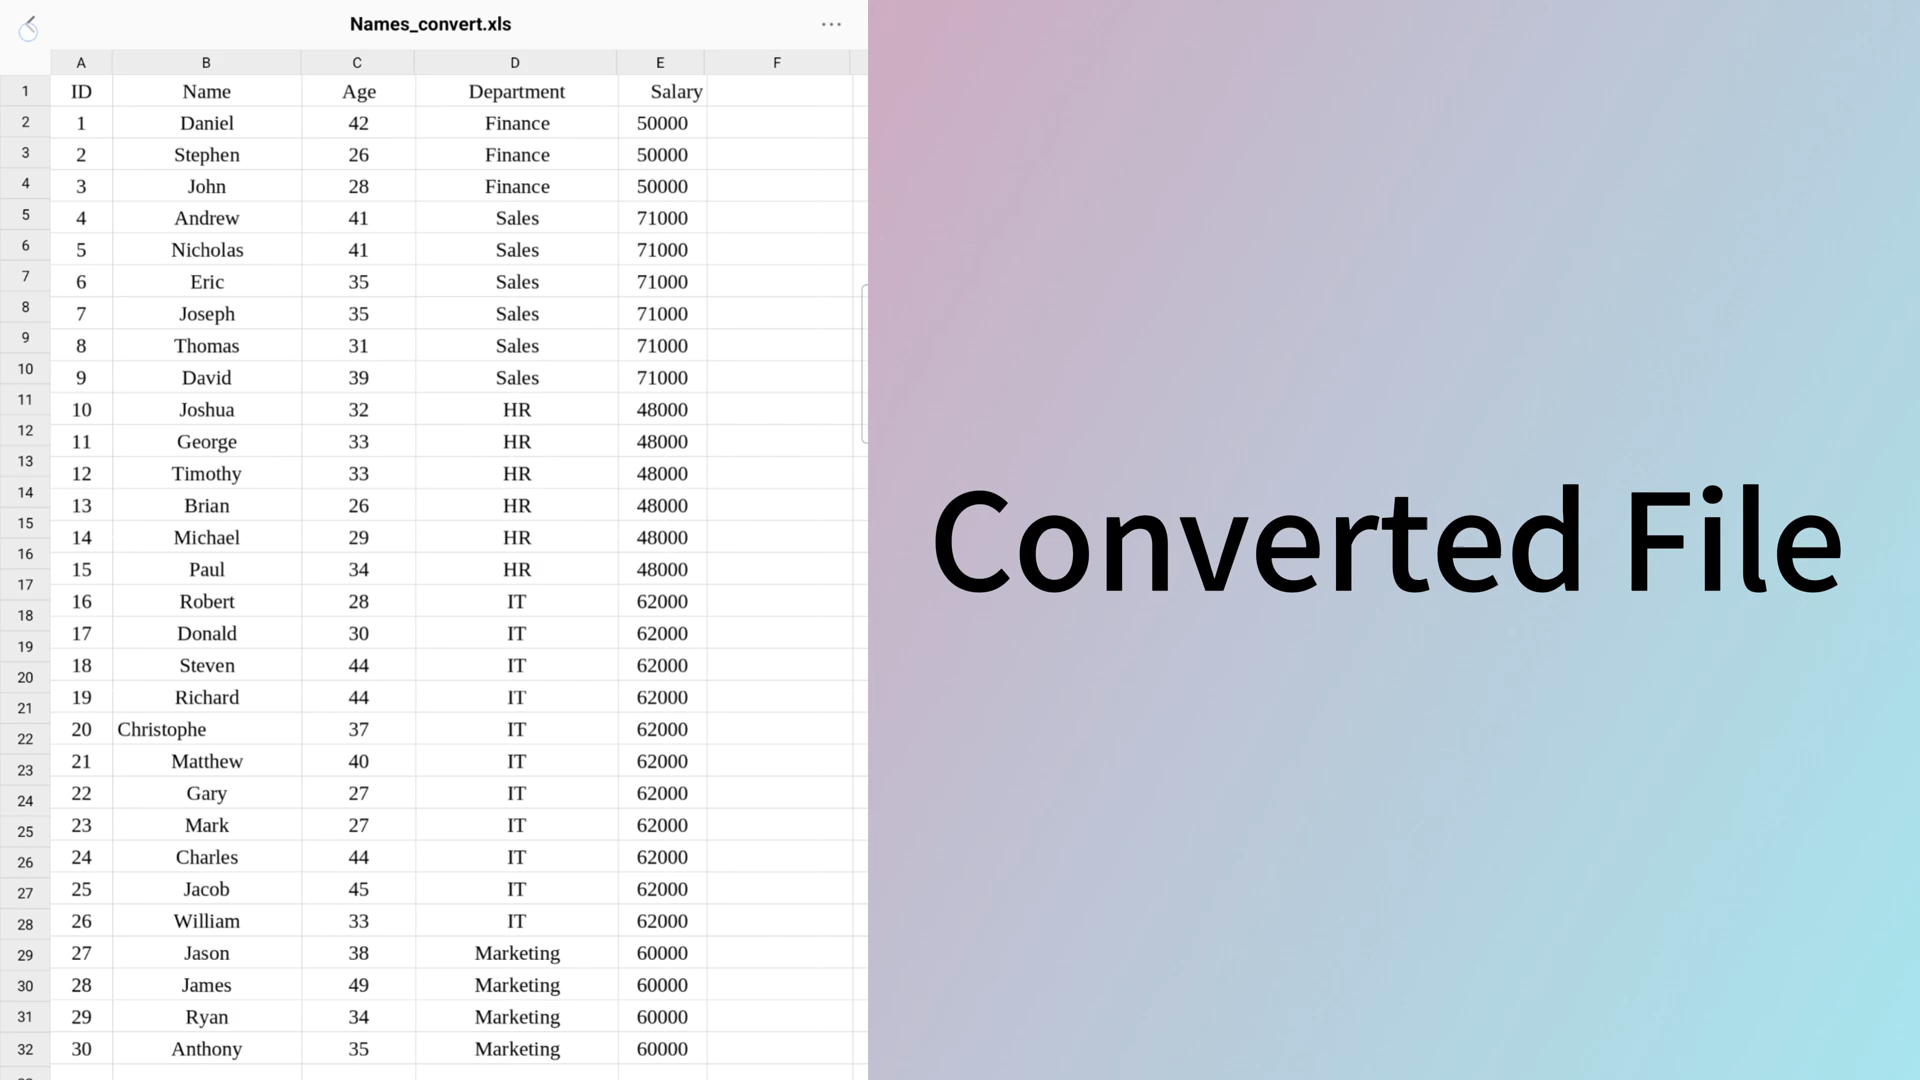 Names_convert.xls ...
A B C D E F
1 ID Name Age Department Salary
2 1 Daniel 42 Finance 50000
3 2 Stephen 26 Finance 50000
4 3 John 28 Finance 50000
5 4 Andrew 41 Sales 71000
6 5 Nicholas 41 Sales 71000
7 6 Eric 35 Sales 71000
8 7 Joseph 35 Sales 71000
9 8 Thomas 31 Sales 71000
10 9 David 39 Sales 71000
11 10 Joshua 32 HR 48000
12 11 George 33 HR 48000
13 12 Timothy 33 HR 48000
14 13 Brian 26 HR 48000
15 14 Michael 29 HR 48000
16 15 Paul 34 HR 48000
17 16 Robert 28 IT 62000
18 17 Donald 30 IT 62000
19 18 Steven 44 IT 62000
20 19 Richard 44 IT 62000
21 20 Christophe 37 IT 62000
22 21 Matthew 40 IT 62000
23 22 Gary 27 IT 62000
24 23 Mark 27 IT 62000
25 24 Charles 44 IT 62000
26 25 Jacob 45 IT 62000
27 26 William 33 IT 62000
28 27 Jason 38 Marketing 60000
29 28 James 49 Marketing 60000
30 29 Ryan 34 Marketing 60000
31 30 Anthony 35 Marketing 60000
32
Converted File